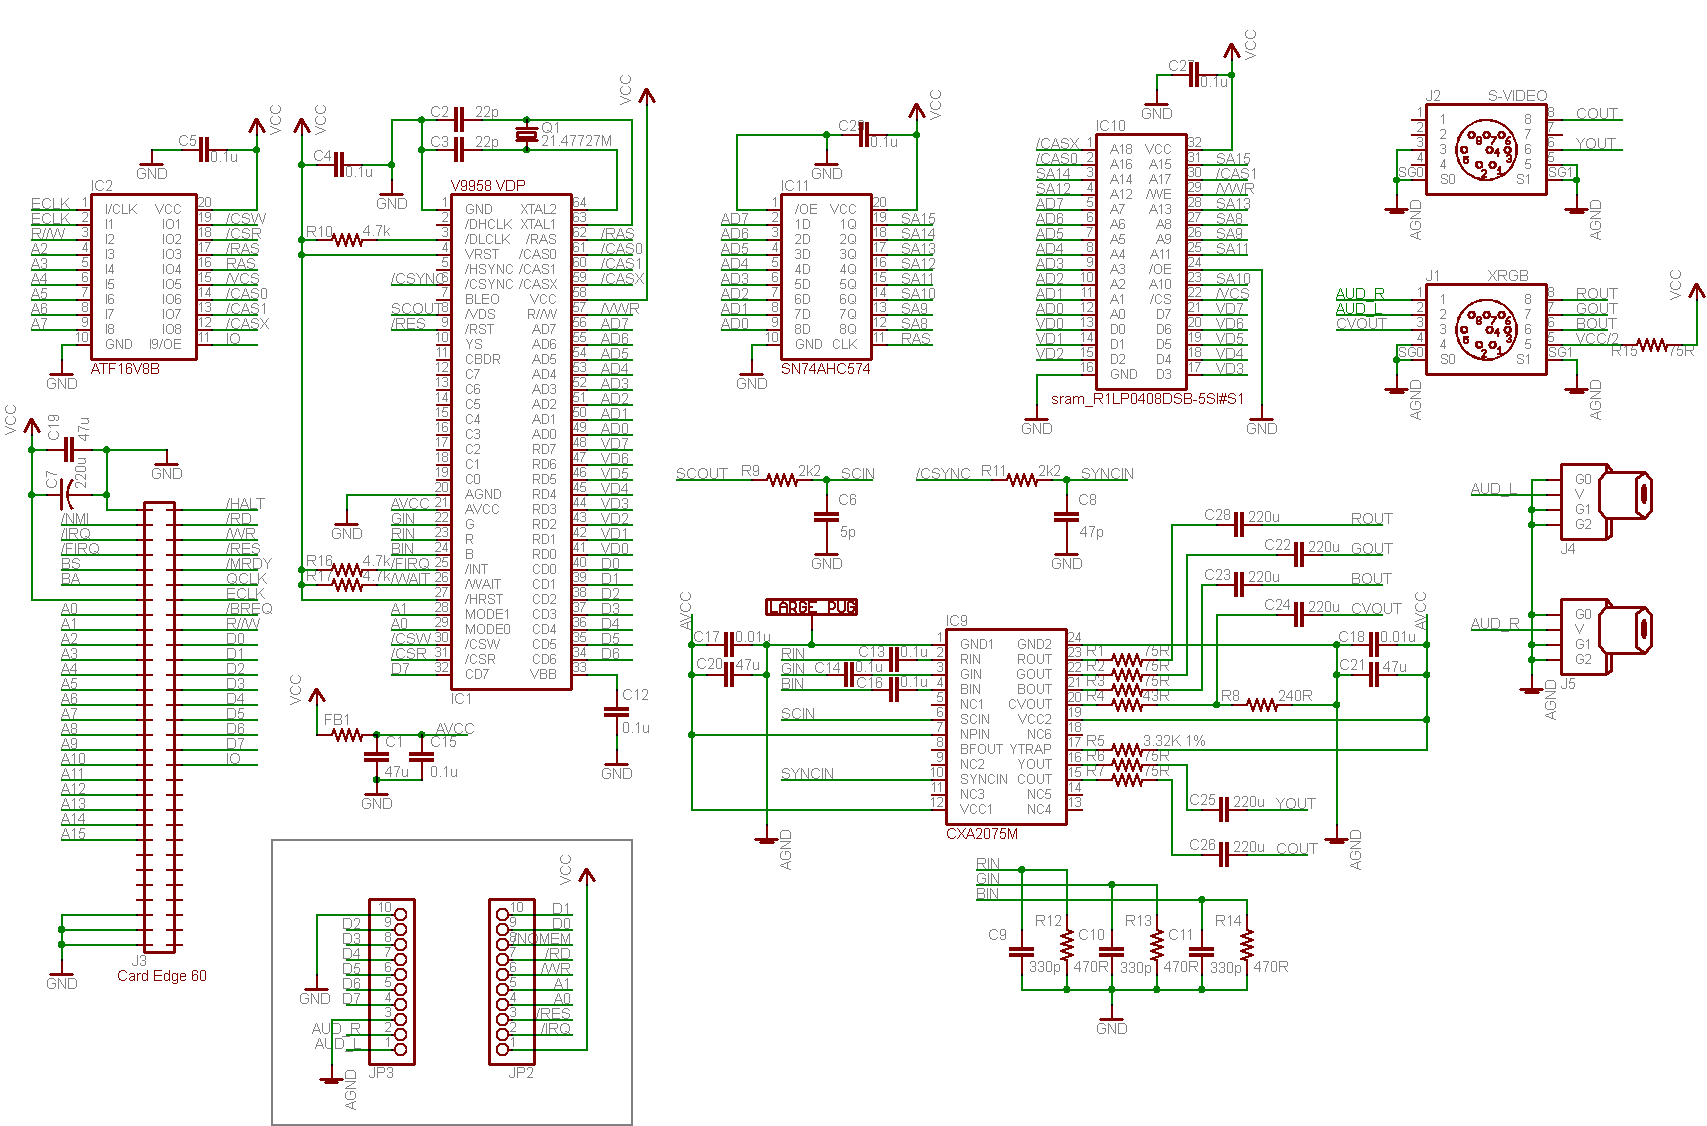 IC2
ATF16V8B
ECLK 1 I/CLK VCC 20
ECLK 2 I1 IO1 19 /CSW
R//W 3 I2 IO2 18 /CSR
A2 4 I3 IO3 17 /RAS
A3 5 I4 IO4 16 RAS
A4 6 I5 IO5 15 /VCS
A5 7 I6 IO6 14 /CAS0
A6 8 I7 IO7 13 /CAS1
A7 9 I8 IO8 12 /CASX
10 GND I9/OE 11 IO
GND
C5
0.1u
GND
VCC
VCC
C4
0.1u
GND
C2 22p
C3 22p
Q1
21.47727M
VCC
V9958 VDP
1 GND XTAL2 64
2 /DHCLK XTAL1 63
R10 4.7k
3 /DLCLK /RAS 62 /RAS
4 VRST /CAS0 61 /CAS0
5 /HSYNC /CAS1 60 /CAS1
/CSYNC 6 /CSYNC /CASX 59 /CASX
7 BLEO VCC 58
SCOUT 8 /VDS R//W 57 /VWR
/RES 9 /RST AD7 56 AD7
10 YS AD6 55 AD6
11 CBDR AD5 54 AD5
12 C7 AD4 53 AD4
13 C6 AD3 52 AD3
14 C5 AD2 51 AD2
15 C4 AD1 50 AD1
16 C3 AD0 49 AD0
17 C2 RD7 48 VD7
18 C1 RD6 47 VD6
19 C0 RD5 46 VD5
20 AGND RD4 45 VD4
AVCC 21 AVCC RD3 44 VD3
GIN 22 G RD2 43 VD2
RIN 23 R RD1 42 VD1
BIN 24 B RD0 41 VD0
R16 4.7k /FIRQ 25 /INT CD0 40 D0
R17 4.7k /WAIT 26 /WAIT CD1 39 D1
27 /HRST CD2 38 D2
A1 28 MODE1 CD3 37 D3
A0 29 MODE0 CD4 36 D4
/CSW 30 /CSW CD5 35 D5
/CSR 31 /CSR CD6 34 D6
D7 32 CD7 VBB 33
IC1
GND
C12
0.1u
GND
VCC
FB1
AVCC
C1
47u
C15
0.1u
GND
VCC
C29
0.1u
GND
IC11
1 /OE VCC 20
AD7 2 1D 1Q 19 SA15
AD6 3 2D 2Q 18 SA14
AD5 4 3D 3Q 17 SA13
AD4 5 4D 4Q 16 SA12
AD3 6 5D 5Q 15 SA11
AD2 7 6D 6Q 14 SA10
AD1 8 7D 7Q 13 SA9
AD0 9 8D 8Q 12 SA8
10 GND CLK 11 RAS
SN74AHC574
GND
VCC
C27
0.1u
GND
IC10
/CASX 1 A18 VCC 32
/CAS0 2 A16 A15 31 SA15
SA14 3 A14 A17 30 /CAS1
SA12 4 A12 /WE 29 /VWR
AD7 5 A7 A13 28 SA13
AD6 6 A6 A8 27 SA8
AD5 7 A5 A9 26 SA9
AD4 8 A4 A11 25 SA11
AD3 9 A3 /OE 24
AD2 10 A2 A10 23 SA10
AD1 11 A1 /CS 22 /VCS
AD0 12 A0 D7 21 VD7
VD0 13 D0 D6 20 VD6
VD1 14 D1 D5 19 VD5
VD2 15 D2 D4 18 VD4
16 GND D3 17 VD3
sram_R1LP0408DSB-5SI#S1
GND
GND
J2 S-VIDEO
1 1 8 8 COUT
2 2 7 7
3 3 6 6 YOUT
4 4 5 5
SG0 S0 S1 SG1
AGND
AGND
J1 XRGB
AUD_R 1 1 8 8 ROUT
AUD_L 2 2 7 7 GOUT
CVOUT 3 3 6 6 BOUT
4 4 5 5 VCC/2
SG0 S0 S1 SG1
R15 75R
VCC
AGND
AGND
VCC
C19
47u
C7
220u
GND
/HALT
/NMI /RD
/IRQ /WR
/FIRQ /RES
BS /MRDY
BA QCLK
ECLK
A0 /BREQ
A1 R//W
A2 D0
A3 D1
A4 D2
A5 D3
A6 D4
A7 D5
A8 D6
A9 D7
A10 IO
A11
A12
A13
A14
A15
J3
Card Edge 60
GND
SCOUT R9 2k2 SCIN
C6
5p
GND
/CSYNC R11 2k2 SYNCIN
C8
47p
GND
C28 220u ROUT
C22 220u GOUT
C23 220u BOUT
C24 220u CVOUT
LARGE PUG
AVCC
C17 0.01u
C20 47u
RIN C13 0.1u
GIN C14 0.1u
BIN C16 0.1u
SCIN
SYNCIN
AGND
IC9
1 GND1 GND2 24
2 RIN ROUT 23 R1 75R
3 GIN GOUT 22 R2 75R
4 BIN BOUT 21 R3 75R
5 NC1 CVOUT 20 R4 43R
6 SCIN VCC2 19
7 NPIN NC6 18
8 BFOUT YTRAP 17 R5 3.32K 1%
9 NC2 YOUT 16 R6 75R
10 SYNCIN COUT 15 R7 75R
11 NC3 NC5 14
12 VCC1 NC4 13
CXA2075M
R8 240R
AVCC
C18 0.01u
C21 47u
AGND
C25 220u YOUT
C26 220u COUT
AUD_L
G0
V
G1
G2
J4
AUD_R
G0
V
G1
G2
J5
AGND
RIN
GIN
BIN
C9 R12 C10 R13 C11 R14
330p 470R 330p 470R 330p 470R
GND
VCC
10
D2 9
D3 8
D4 7
D5 6
D6 5
D7 4
3
AUD_R 2
AUD_L 1
JP3
GND
AGND
10 D1
9 D0
8 /NOMEM
7 /RD
6 /WR
5 A1
4 A0
3 /RES
2 /IRQ
1
JP2